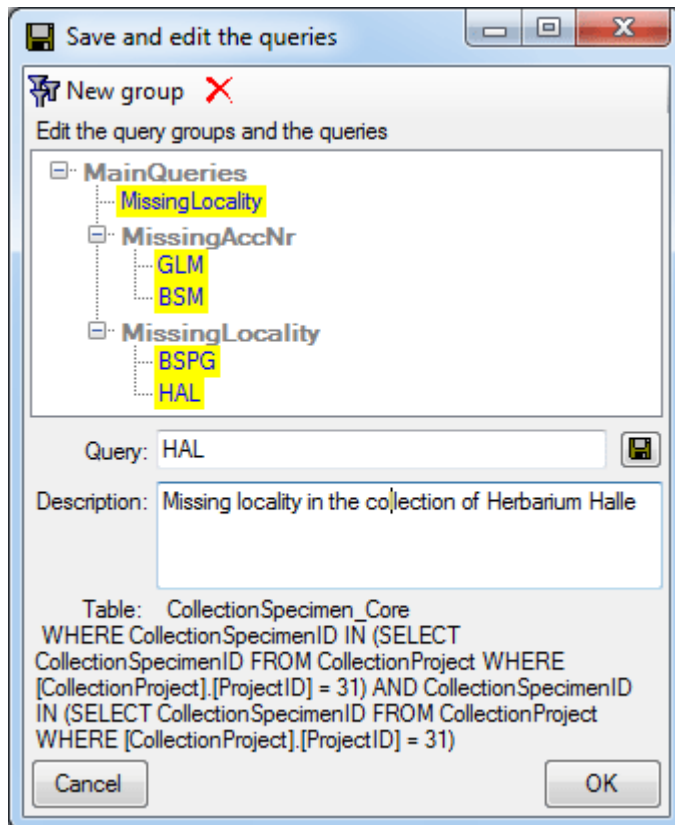 Save and edit the queries
New group
Edit the query groups and the queries
MainQueries
MissingLocality
MissingAccNr
GLM
BSM
MissingLocality
BSPG
HAL
Query: HAL
Description: Missing locality in the collection of Herbarium Halle
Table: CollectionSpecimen_Core
WHERE CollectionSpecimenID IN (SELECT
CollectionSpecimenID FROM CollectionProject WHERE
[CollectionProject].[ProjectID] = 31) AND CollectionSpecimenID
IN (SELECT CollectionSpecimenID FROM CollectionProject
WHERE [CollectionProject].[ProjectID] = 31)
Cancel OK